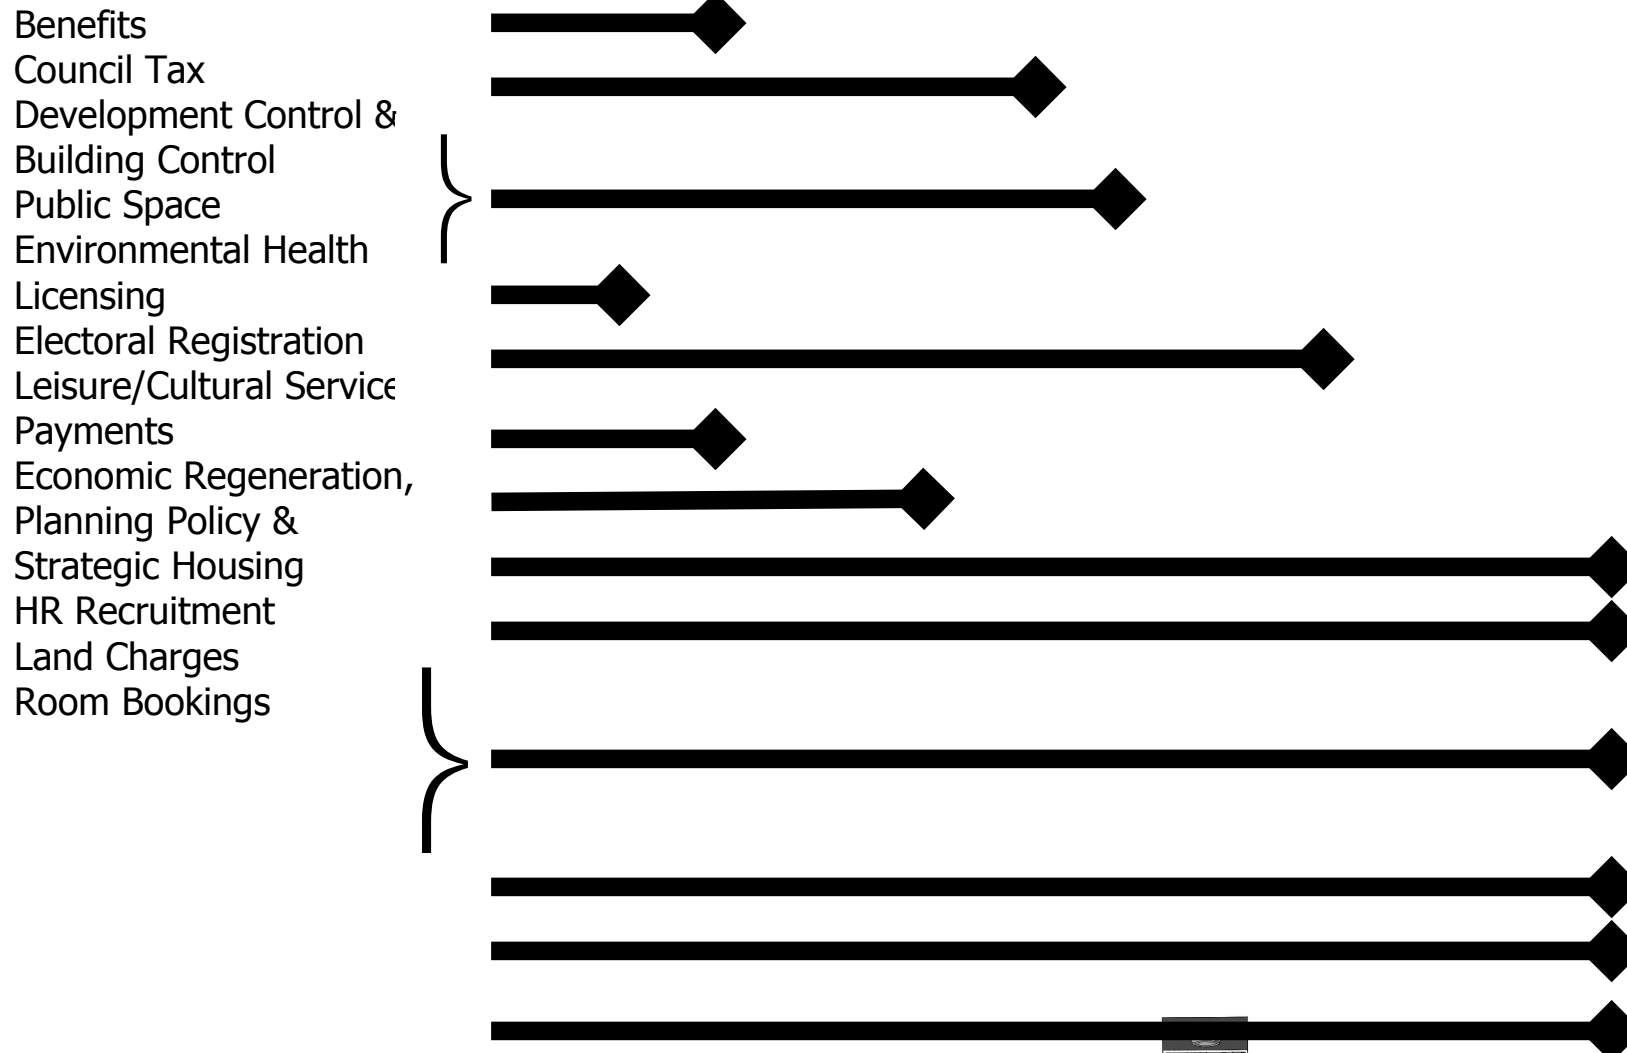 Benefits
Council Tax
Development Control &
Building Control
Public Space
Environmental Health
Licensing
Electoral Registration
Leisure/Cultural Service
Payments
Economic Regeneration,
Planning Policy &
Strategic Housing
HR Recruitment
Land Charges
Room Bookings